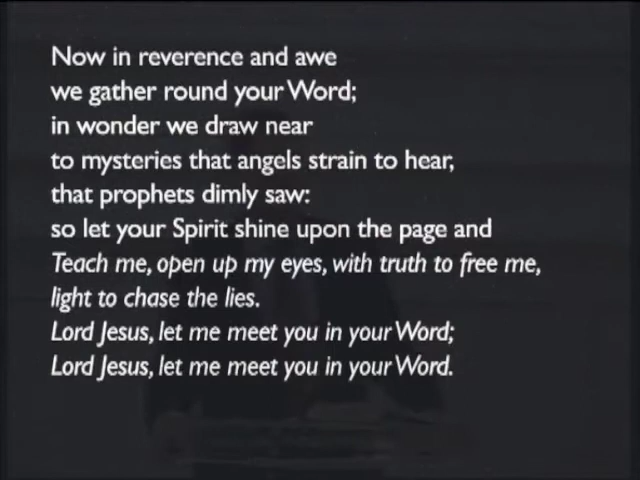 Now in reverence and awe
we gather round your Word;
in wonder we draw near
to mysteries that angels strain to hear,
that prophets dimly saw:
so let your Spirit shine upon the page and
Teach me, open up my eyes, with truth to free me,
light to chase the lies.
Lord Jesus, let me meet you in your Word;
Lord Jesus, let me meet you in your Word.